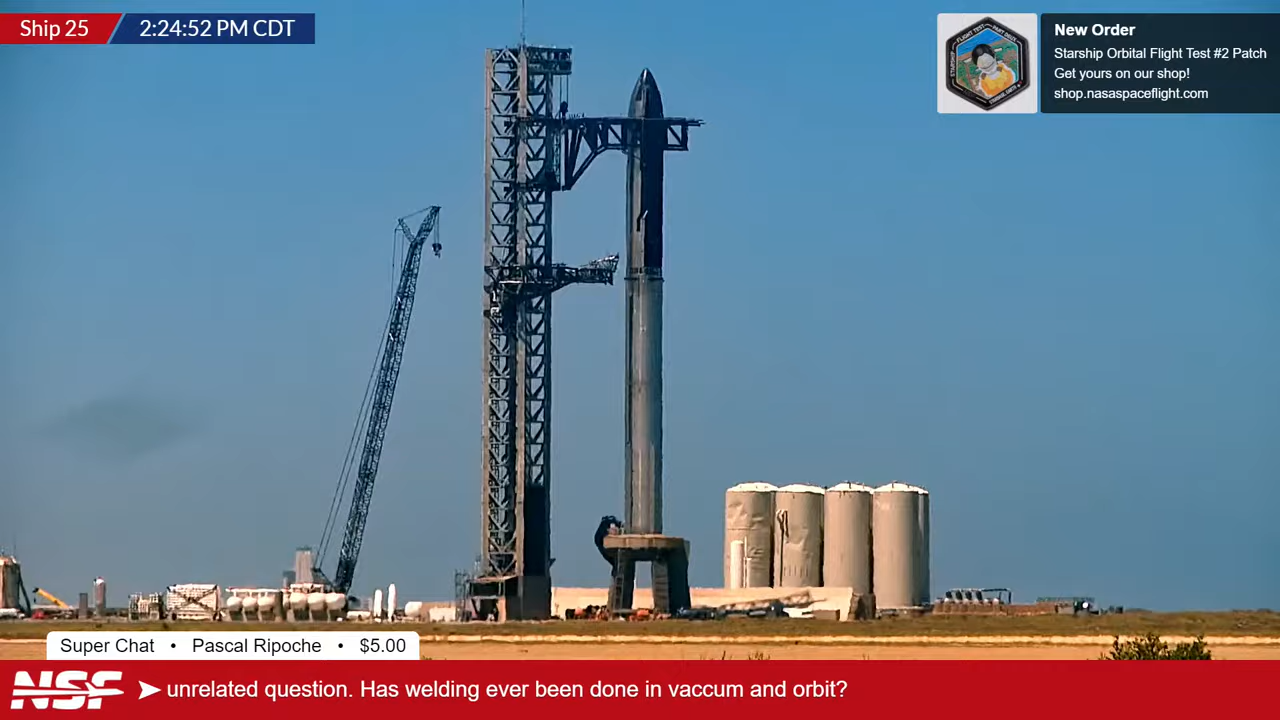 Ship 25
2:24:52 PM CDT
New Order
Starship Orbital Flight Test #2 Patch
Get yours on our shop!
shop.nasaspaceflight.com
Super Chat • Pascal Ripoche • $5.00
NSF
unrelated question. Has welding ever been done in vaccum and orbit?